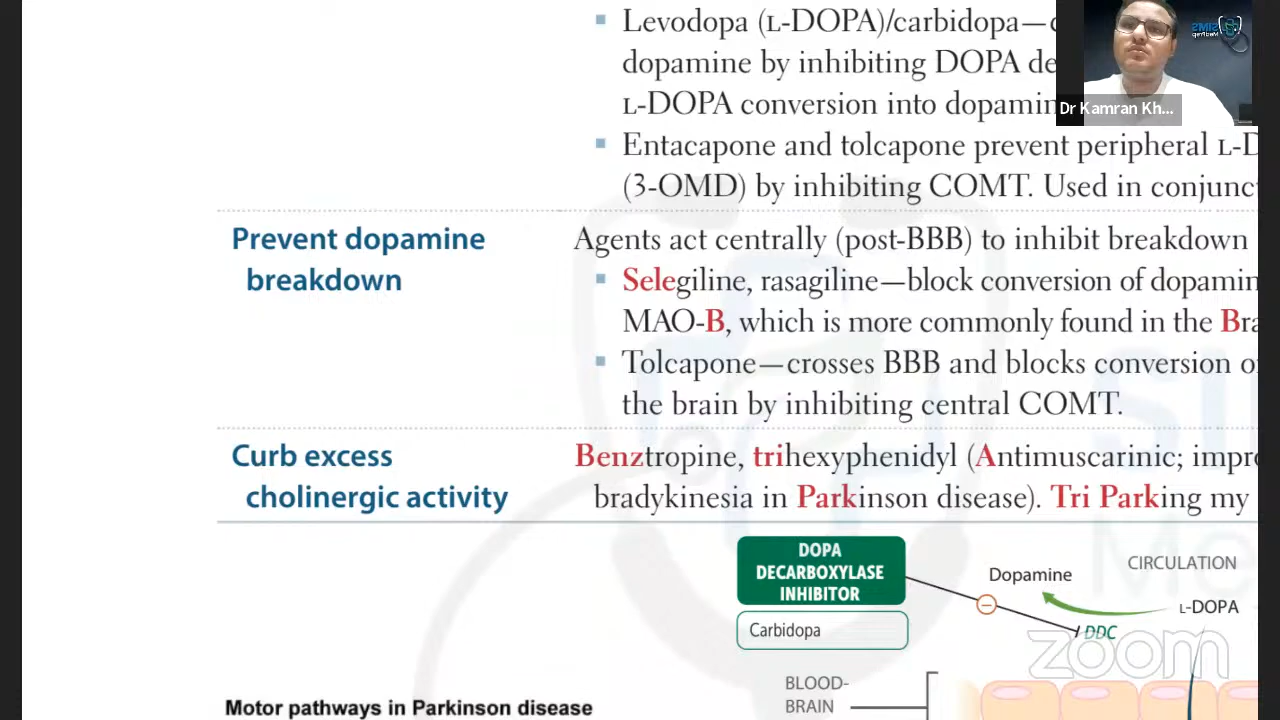 Levodopa (L-DOPA)/carbidopa—
dopamine by inhibiting DOPA de
L-DOPA conversion into dopamin
Dr Kamran Kh...
Entacapone and tolcapone prevent peripheral L-D
(3-OMD) by inhibiting COMT. Used in conjunc
Prevent dopamine
breakdown
Agents act centrally (post-BBB) to inhibit breakdown
Selegiline, rasagiline—block conversion of dopamin
MAO-B, which is more commonly found in the Bra
Tolcapone—crosses BBB and blocks conversion o
the brain by inhibiting central COMT.
Curb excess
cholinergic activity
Benztropine, trihexyphenidyl (Antimuscarinic; impro
bradykinesia in Parkinson disease). Tri Parking my
DOPA
DECARBOXYLASE
INHIBITOR
Carbidopa
Dopamine
CIRCULATION
L-DOPA
DDC
zoom
BLOOD-
BRAIN
Motor pathways in Parkinson disease